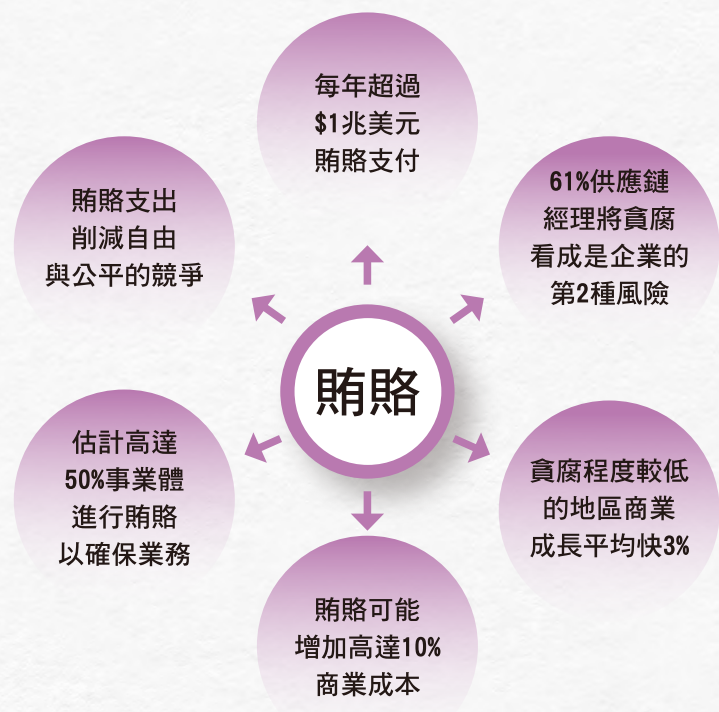 每年超過
$1兆美元
賄賂支付
61%供應鏈
經理將貪腐
看成是企業的
第2種風險
貪腐程度較低
的地區商業
成長平均快3%
賄賂可能
增加高達10%
商業成本
估計高達
50%事業體
進行賄賂
以確保業務
賄賂支出
削減自由
與公平的競爭
賄賂